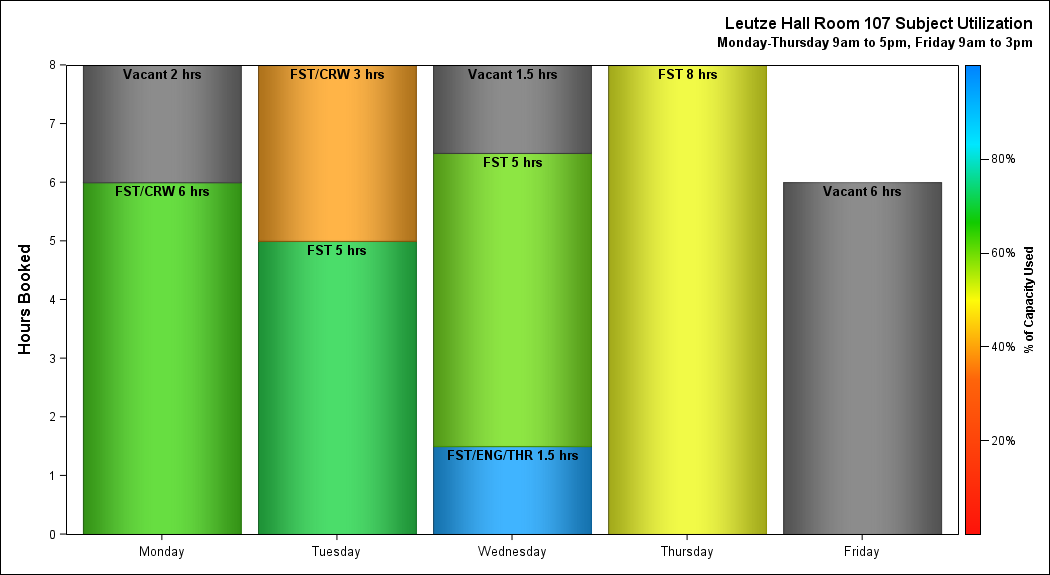 Leutze Hall Room 107 Subject Utilization
Monday-Thursday 9am to 5pm, Friday 9am to 3pm
Hours Booked
8
7
6
5
4
3
2
1
0
Vacant 2 hrs
FST/CRW 6 hrs
FST/CRW 3 hrs
FST 5 hrs
Vacant 1.5 hrs
FST 5 hrs
FST/ENG/THR 1.5 hrs
FST 8 hrs
Vacant 6 hrs
Monday
Tuesday
Wednesday
Thursday
Friday
80%
60%
40%
20%
% of Capacity Used